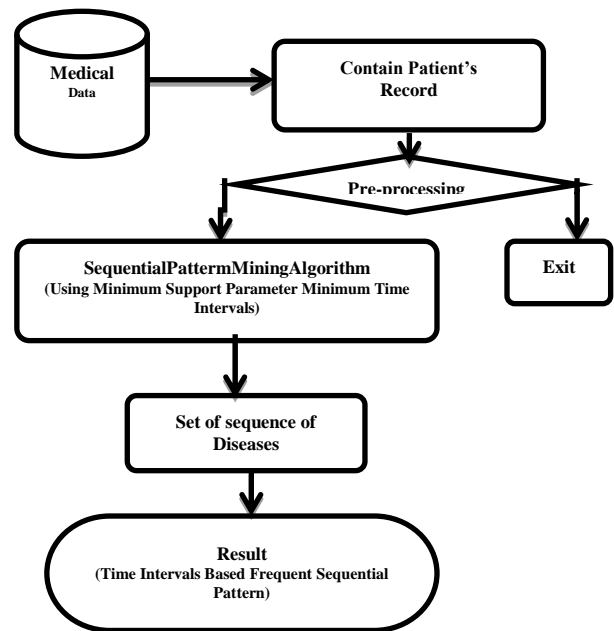 Medical
Data
Contain Patient's
Record
Pre-processing
SequentialPattermMiningAlgorithm
(Using Minimum Support Parameter Minimum Time
Intervals)
Exit
Set of sequence of
Diseases
Result
(Time Intervals Based Frequent Sequential
Pattern)